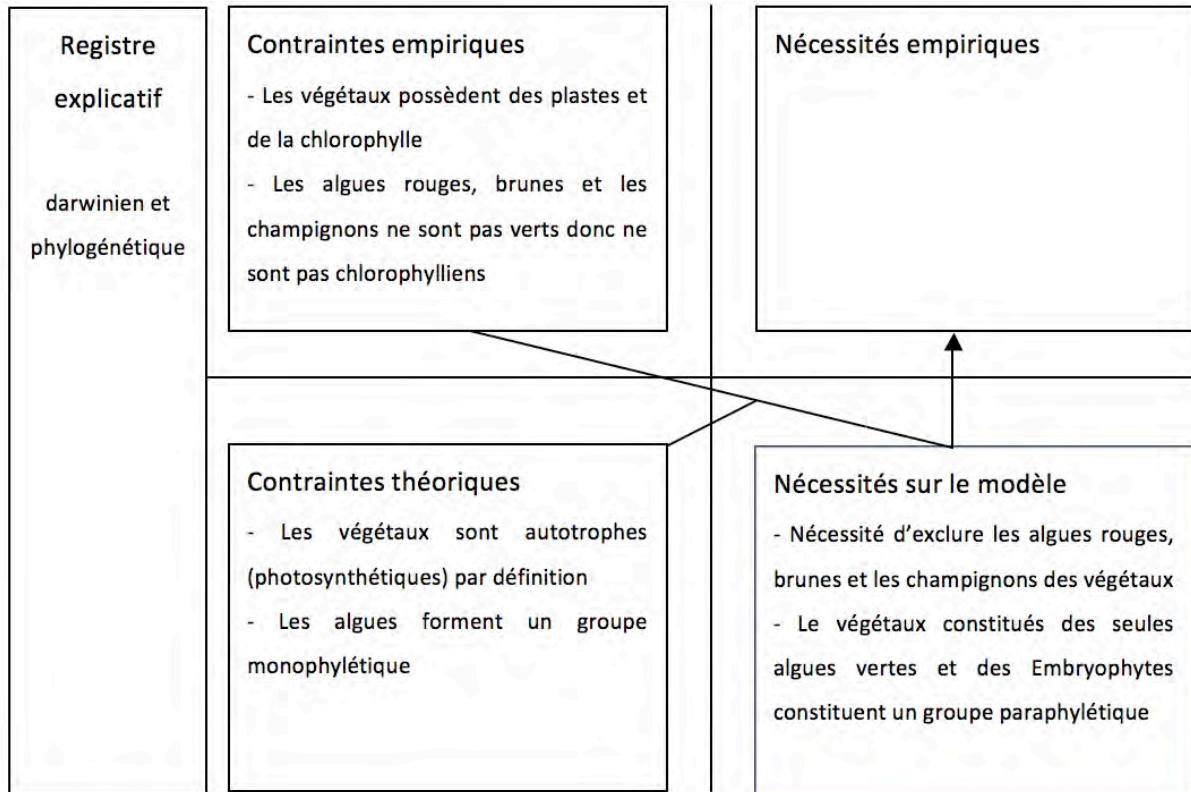 Registre
explicatif
darwinien et
phylogénétique
Contraintes empiriques
- Les végétaux possèdent des plastes et
de la chlorophylle
- Les algues rouges, brunes et les
champignons ne sont pas verts donc ne
sont pas chlorophylliens
Nécessités empiriques
Contraintes théoriques
- Les végétaux sont autotrophes
(photosynthétiques) par définition
- Les algues forment un groupe
monophylétique
Nécessités sur le modèle
- Nécessité d'exclure les algues rouges,
brunes et les champignons des végétaux
- Le végétaux constitués des seules
algues vertes et des Embryophytes
constituent un groupe paraphylétique